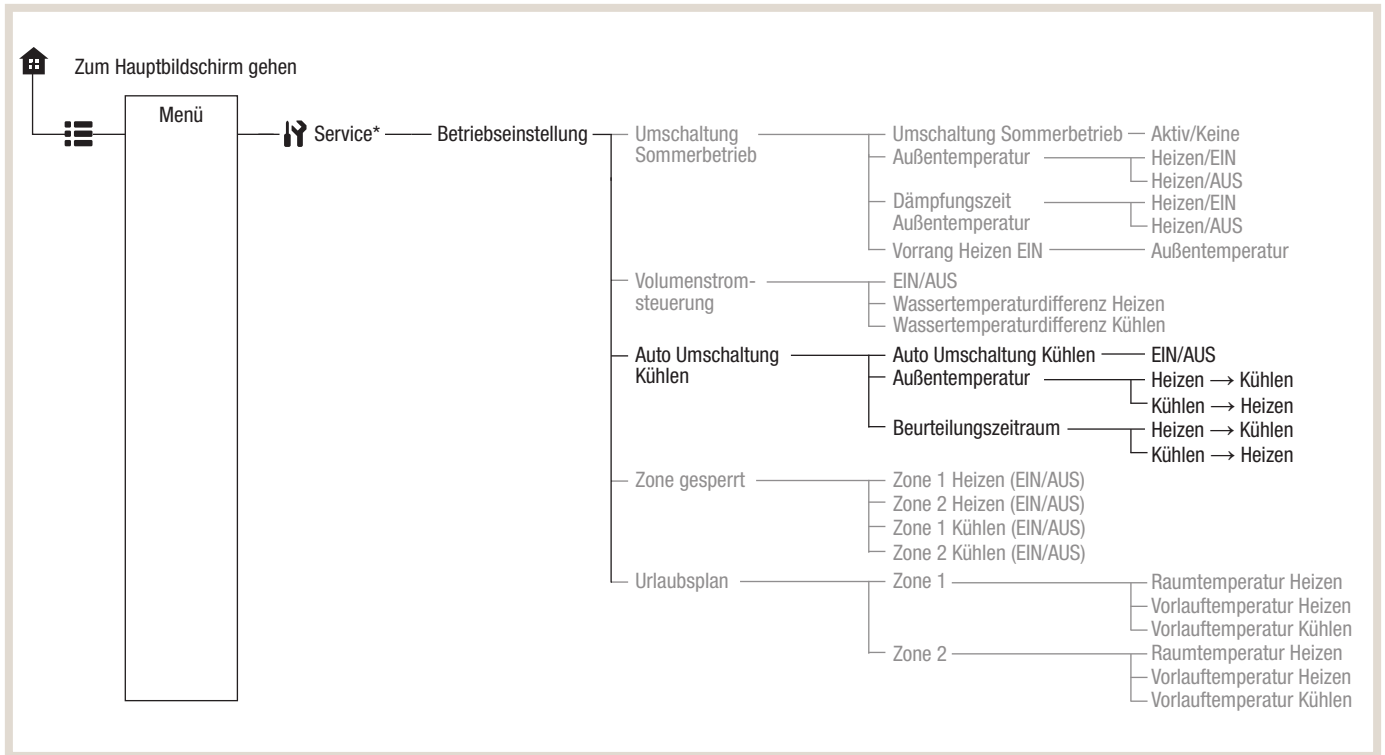 Zum Hauptbildschirm gehen
Menü
Service*
Betriebseinstellung
Umschaltung
Sommerbetrieb
Umschaltung Sommerbetrieb
Aktiv/Keine
Außentemperatur
Heizen/EIN
Heizen/AUS
Dämpfungszeit
Außentemperatur
Heizen/EIN
Heizen/AUS
Vorrang Heizen EIN
Außentemperatur
Volumenstrom-
steuerung
EIN/AUS
Wassertemperaturdifferenz Heizen
Wassertemperaturdifferenz Kühlen
Auto Umschaltung
Kühlen
Auto Umschaltung Kühlen
EIN/AUS
Außentemperatur
Heizen → Kühlen
Kühlen → Heizen
Beurteilungszeitraum
Heizen → Kühlen
Kühlen → Heizen
Zone gesperrt
Zone 1 Heizen (EIN/AUS)
Zone 2 Heizen (EIN/AUS)
Zone 1 Kühlen (EIN/AUS)
Zone 2 Kühlen (EIN/AUS)
Urlaubsplan
Zone 1
Raumtemperatur Heizen
Vorlauftemperatur Heizen
Vorlauftemperatur Kühlen
Zone 2
Raumtemperatur Heizen
Vorlauftemperatur Heizen
Vorlauftemperatur Kühlen